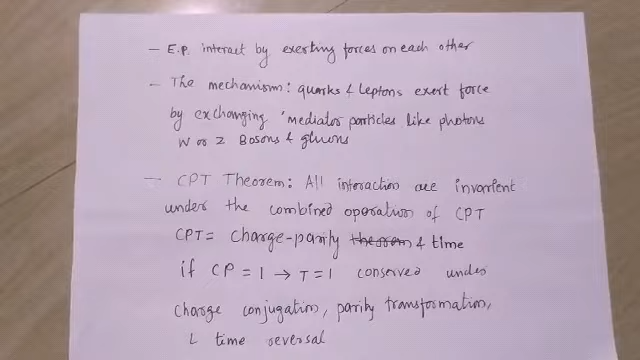 - E.p. interact by exerting forces on each other
- The mechanism: quarks & Leptons exert force
by exchanging 'mediator particles like photons
W or Z Bosons & gluons
- CPT Theorem: All interaction are invarient
under the combined operation of CPT
CPT = Charge-parity theorem & time
if CP = 1 → T = 1 conserved under
charge conjugation, parity transformation,
& time reversal